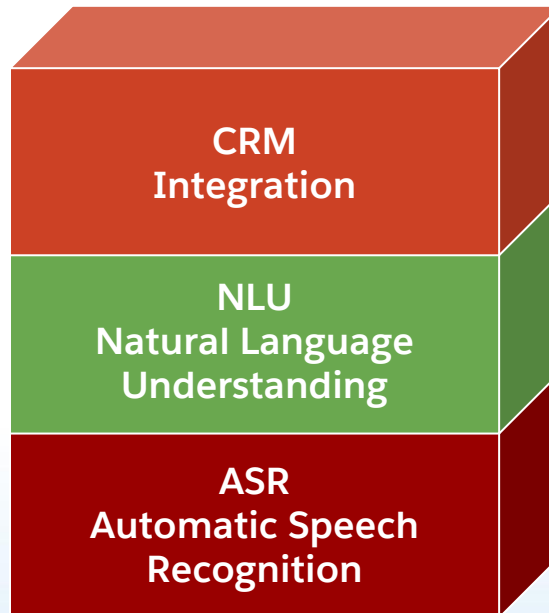 CRM
Integration
NLU
Natural Language
Understanding
ASR
Automatic Speech
Recognition